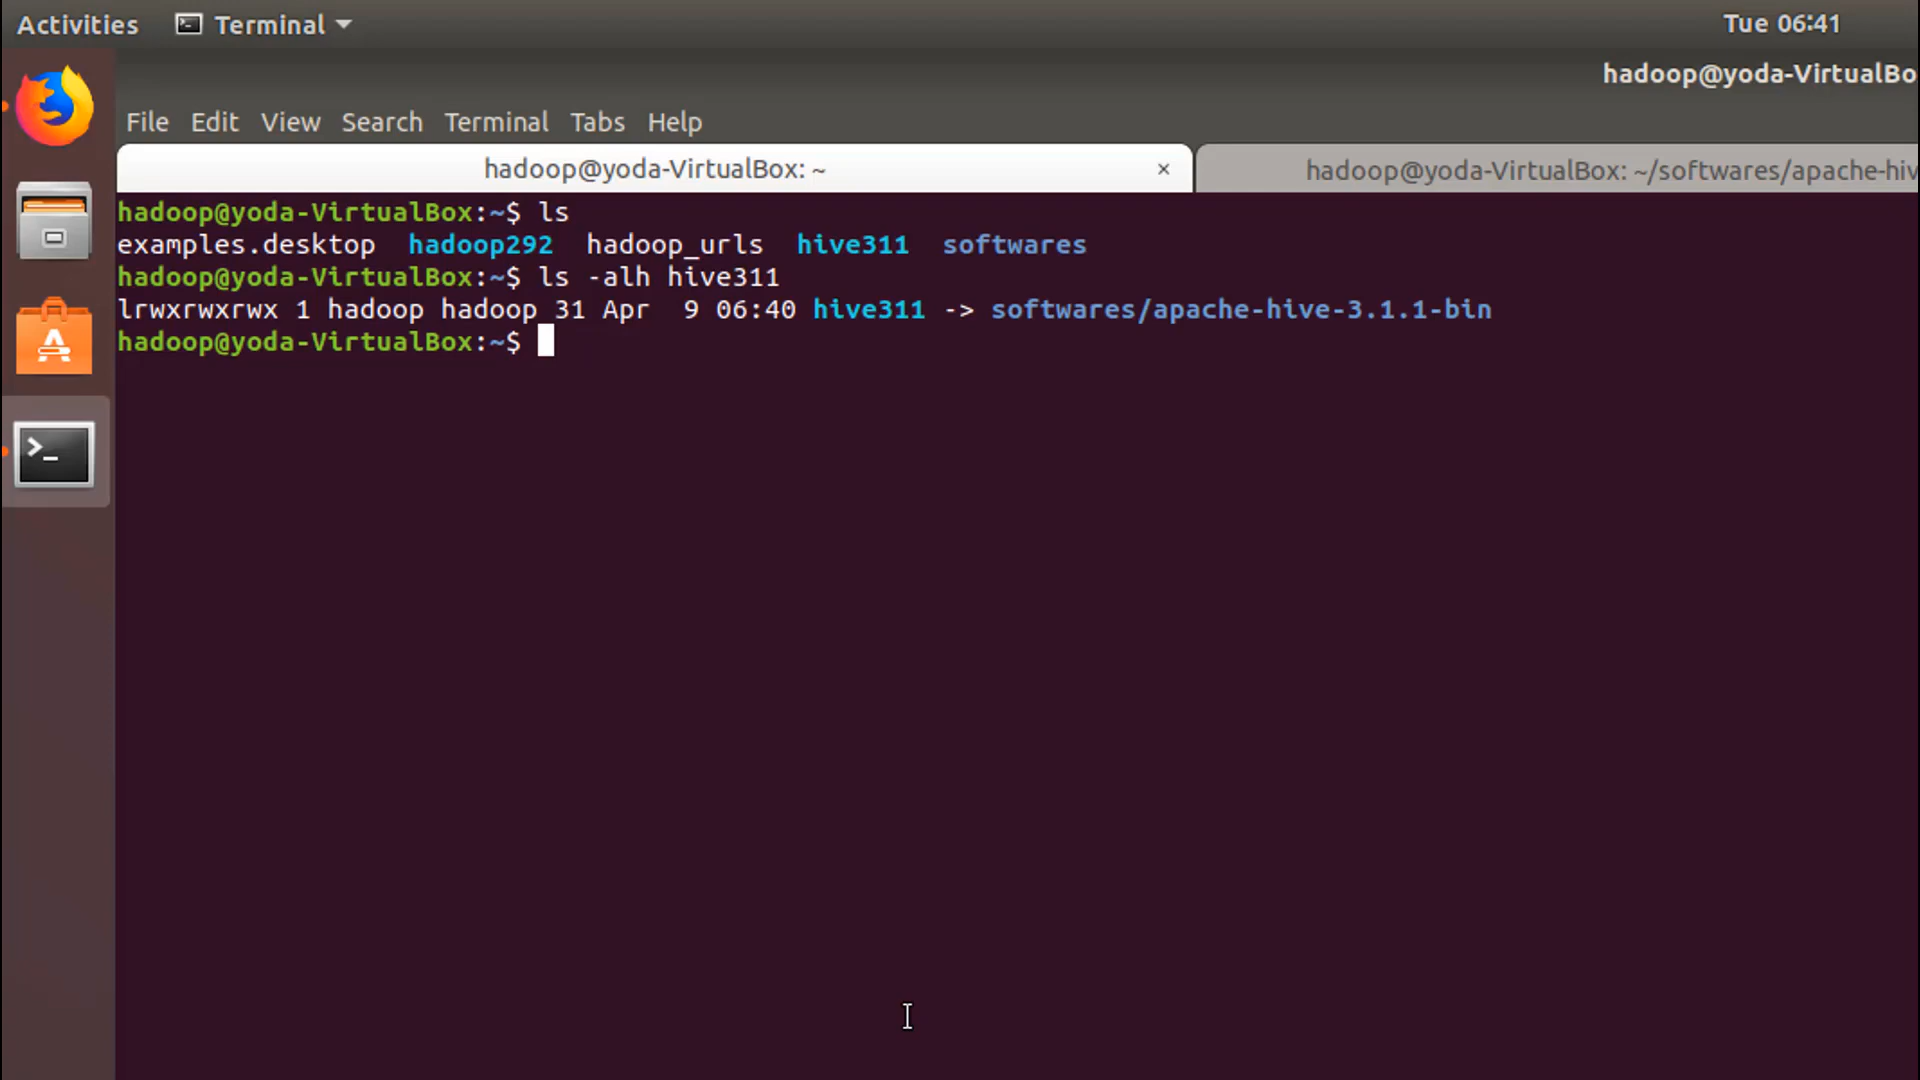 Activities Terminal Tue 06:41
hadoop@yoda-VirtualBo
File Edit View Search Terminal Tabs Help
hadoop@yoda-VirtualBox: ~ × hadoop@yoda-VirtualBox: ~/softwares/apache-hiv
hadoop@yoda-VirtualBox:~$ ls
examples.desktop hadoop292 hadoop_urls hive311 softwares
hadoop@yoda-VirtualBox:~$ ls -alh hive311
lrwxrwxrwx 1 hadoop hadoop 31 Apr  9 06:40 hive311 -> softwares/apache-hive-3.1.1-bin
hadoop@yoda-VirtualBox:~$